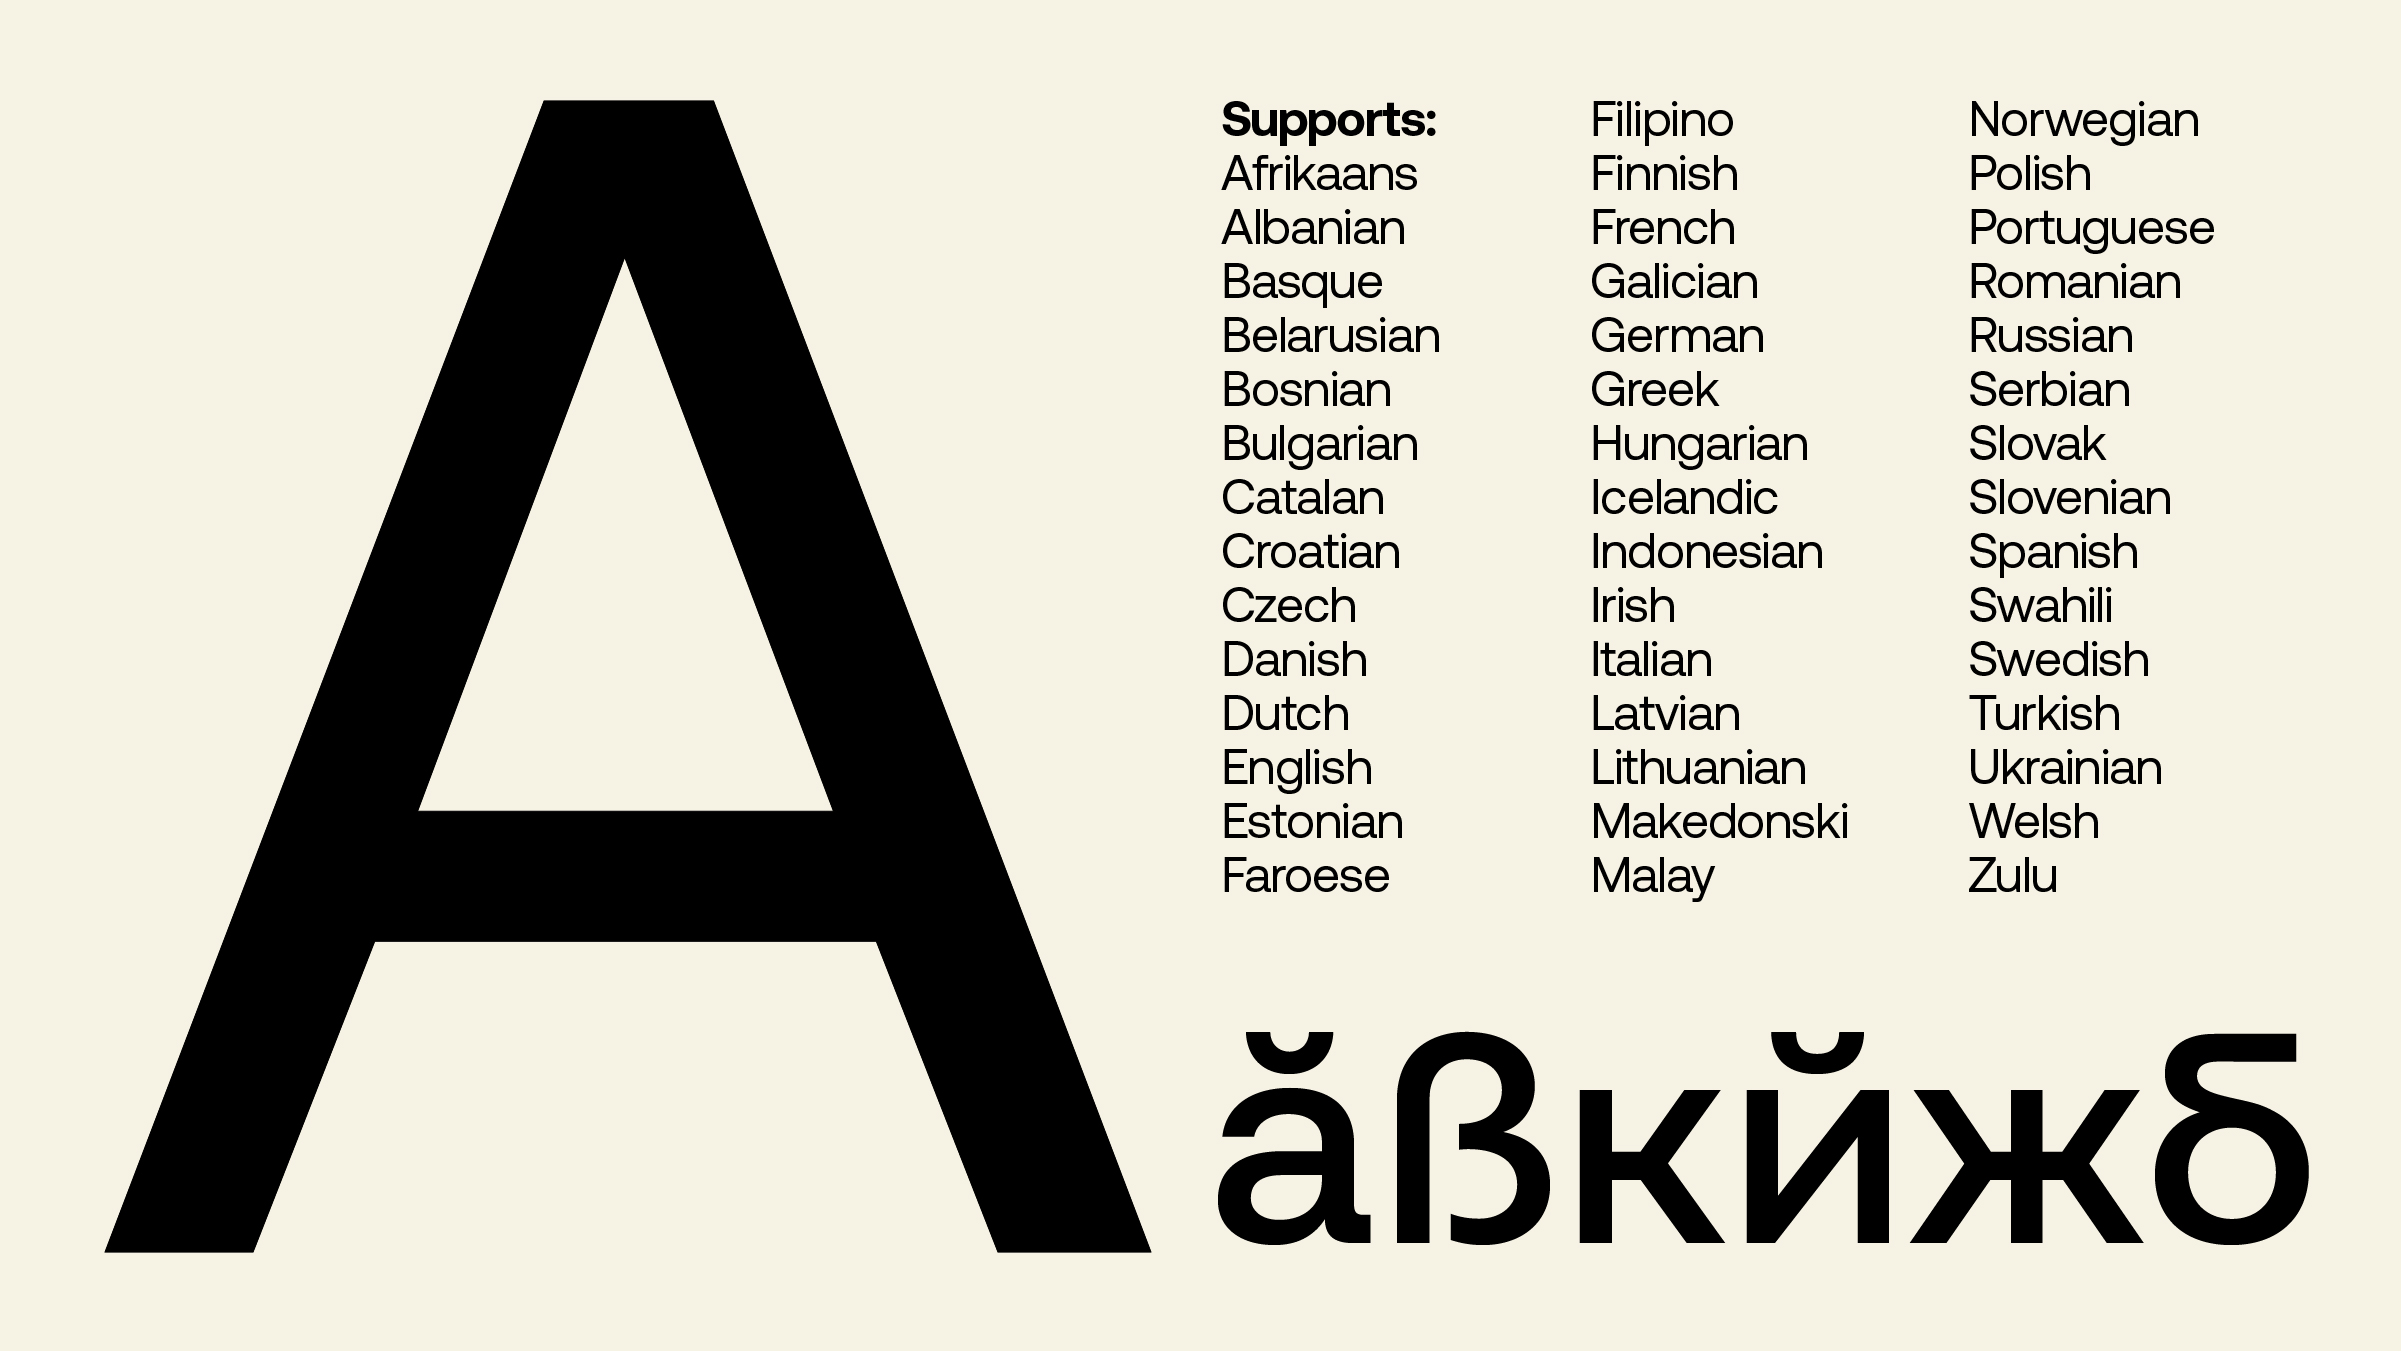 A
Supports:
Afrikaans
Albanian
Basque
Belarusian
Bosnian
Bulgarian
Catalan
Croatian
Czech
Danish
Dutch
English
Estonian
Faroese
Filipino
Finnish
French
Galician
German
Greek
Hungarian
Icelandic
Indonesian
Irish
Italian
Latvian
Lithuanian
Makedonski
Malay
Norwegian
Polish
Portuguese
Romanian
Russian
Serbian
Slovak
Slovenian
Spanish
Swahili
Swedish
Turkish
Ukrainian
Welsh
Zulu
ăßкйжб